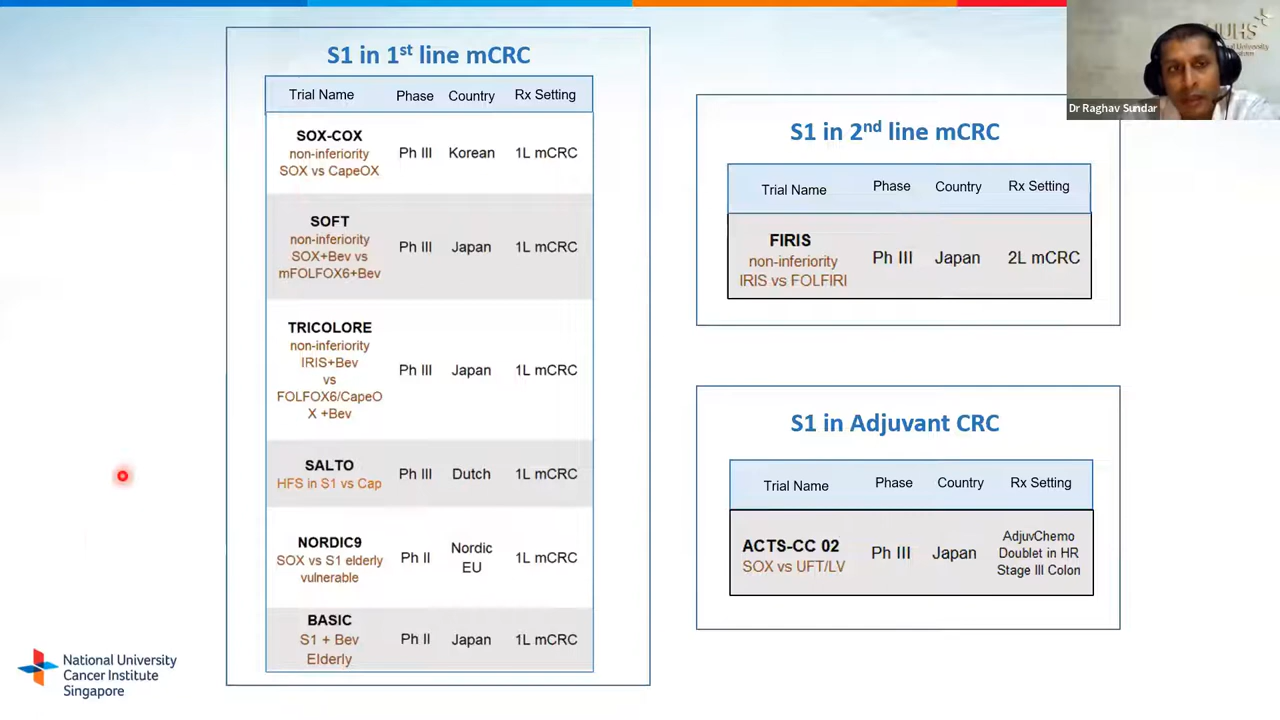 S1 in 1st line mCRC
Trial Name Phase Country Rx Setting
SOX-COX
non-inferiority
SOX vs CapeOX
Ph III Korean 1L mCRC
SOFT
non-inferiority
SOX+Bev vs
mFOLFOX6+Bev
Ph III Japan 1L mCRC
TRICOLORE
non-inferiority
IRIS+Bev
vs
FOLFOX6/CapeO
X +Bev
Ph III Japan 1L mCRC
SALTO
HFS in S1 vs Cap
Ph III Dutch 1L mCRC
NORDIC9
SOX vs S1 elderly
vulnerable
Ph II
Nordic
EU
1L mCRC
BASIC
S1 + Bev
Elderly
Ph II Japan 1L mCRC
Dr Raghav Sundar
S1 in 2nd line mCRC
Trial Name Phase Country Rx Setting
FIRIS
non-inferiority
IRIS vs FOLFIRI
Ph III Japan 2L mCRC
S1 in Adjuvant CRC
Trial Name Phase Country Rx Setting
ACTS-CC 02
SOX vs UFT/LV
Ph III Japan
AdjuvChemo
Doublet in HR
Stage III Colon
National University
Cancer Institute
Singapore